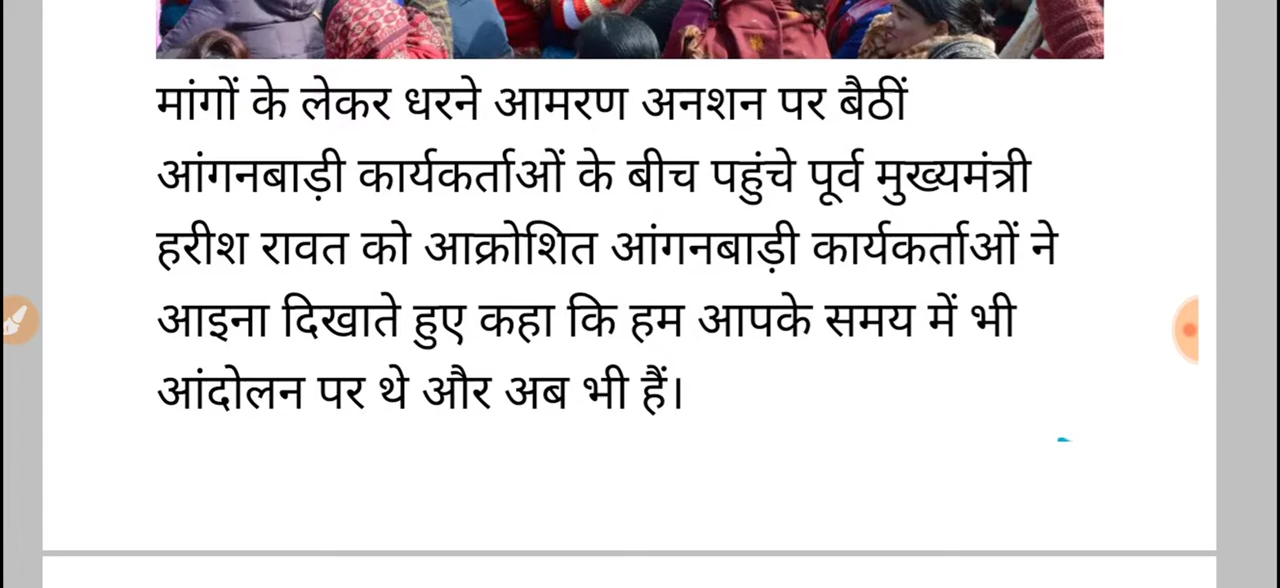 मांगों के लेकर धरने आमरण अनशन पर बैठीं
आंगनबाड़ी कार्यकर्ताओं के बीच पहुंचे पूर्व मुख्यमंत्री
हरीश रावत को आक्रोशित आंगनबाड़ी कार्यकर्ताओं ने
आइना दिखाते हुए कहा कि हम आपके समय में भी
आंदोलन पर थे और अब भी हैं।